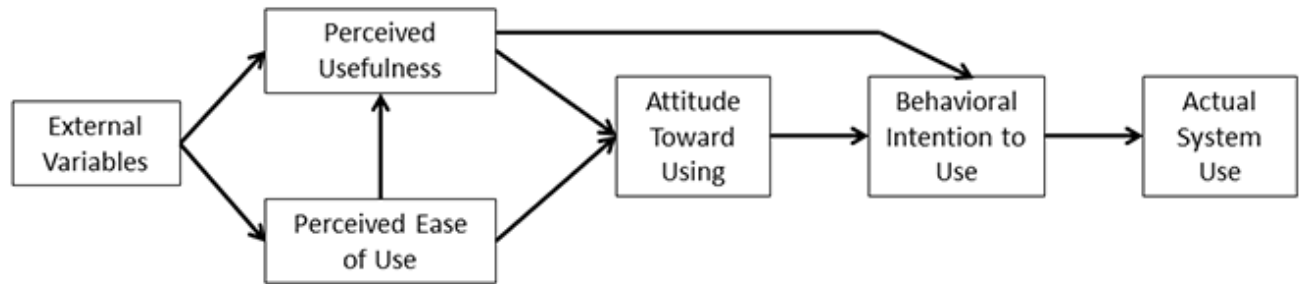 External
Variables
Perceived
Usefulness
Perceived Ease
of Use
Attitude
Toward
Using
Behavioral
Intention to
Use
Actual
System
Use